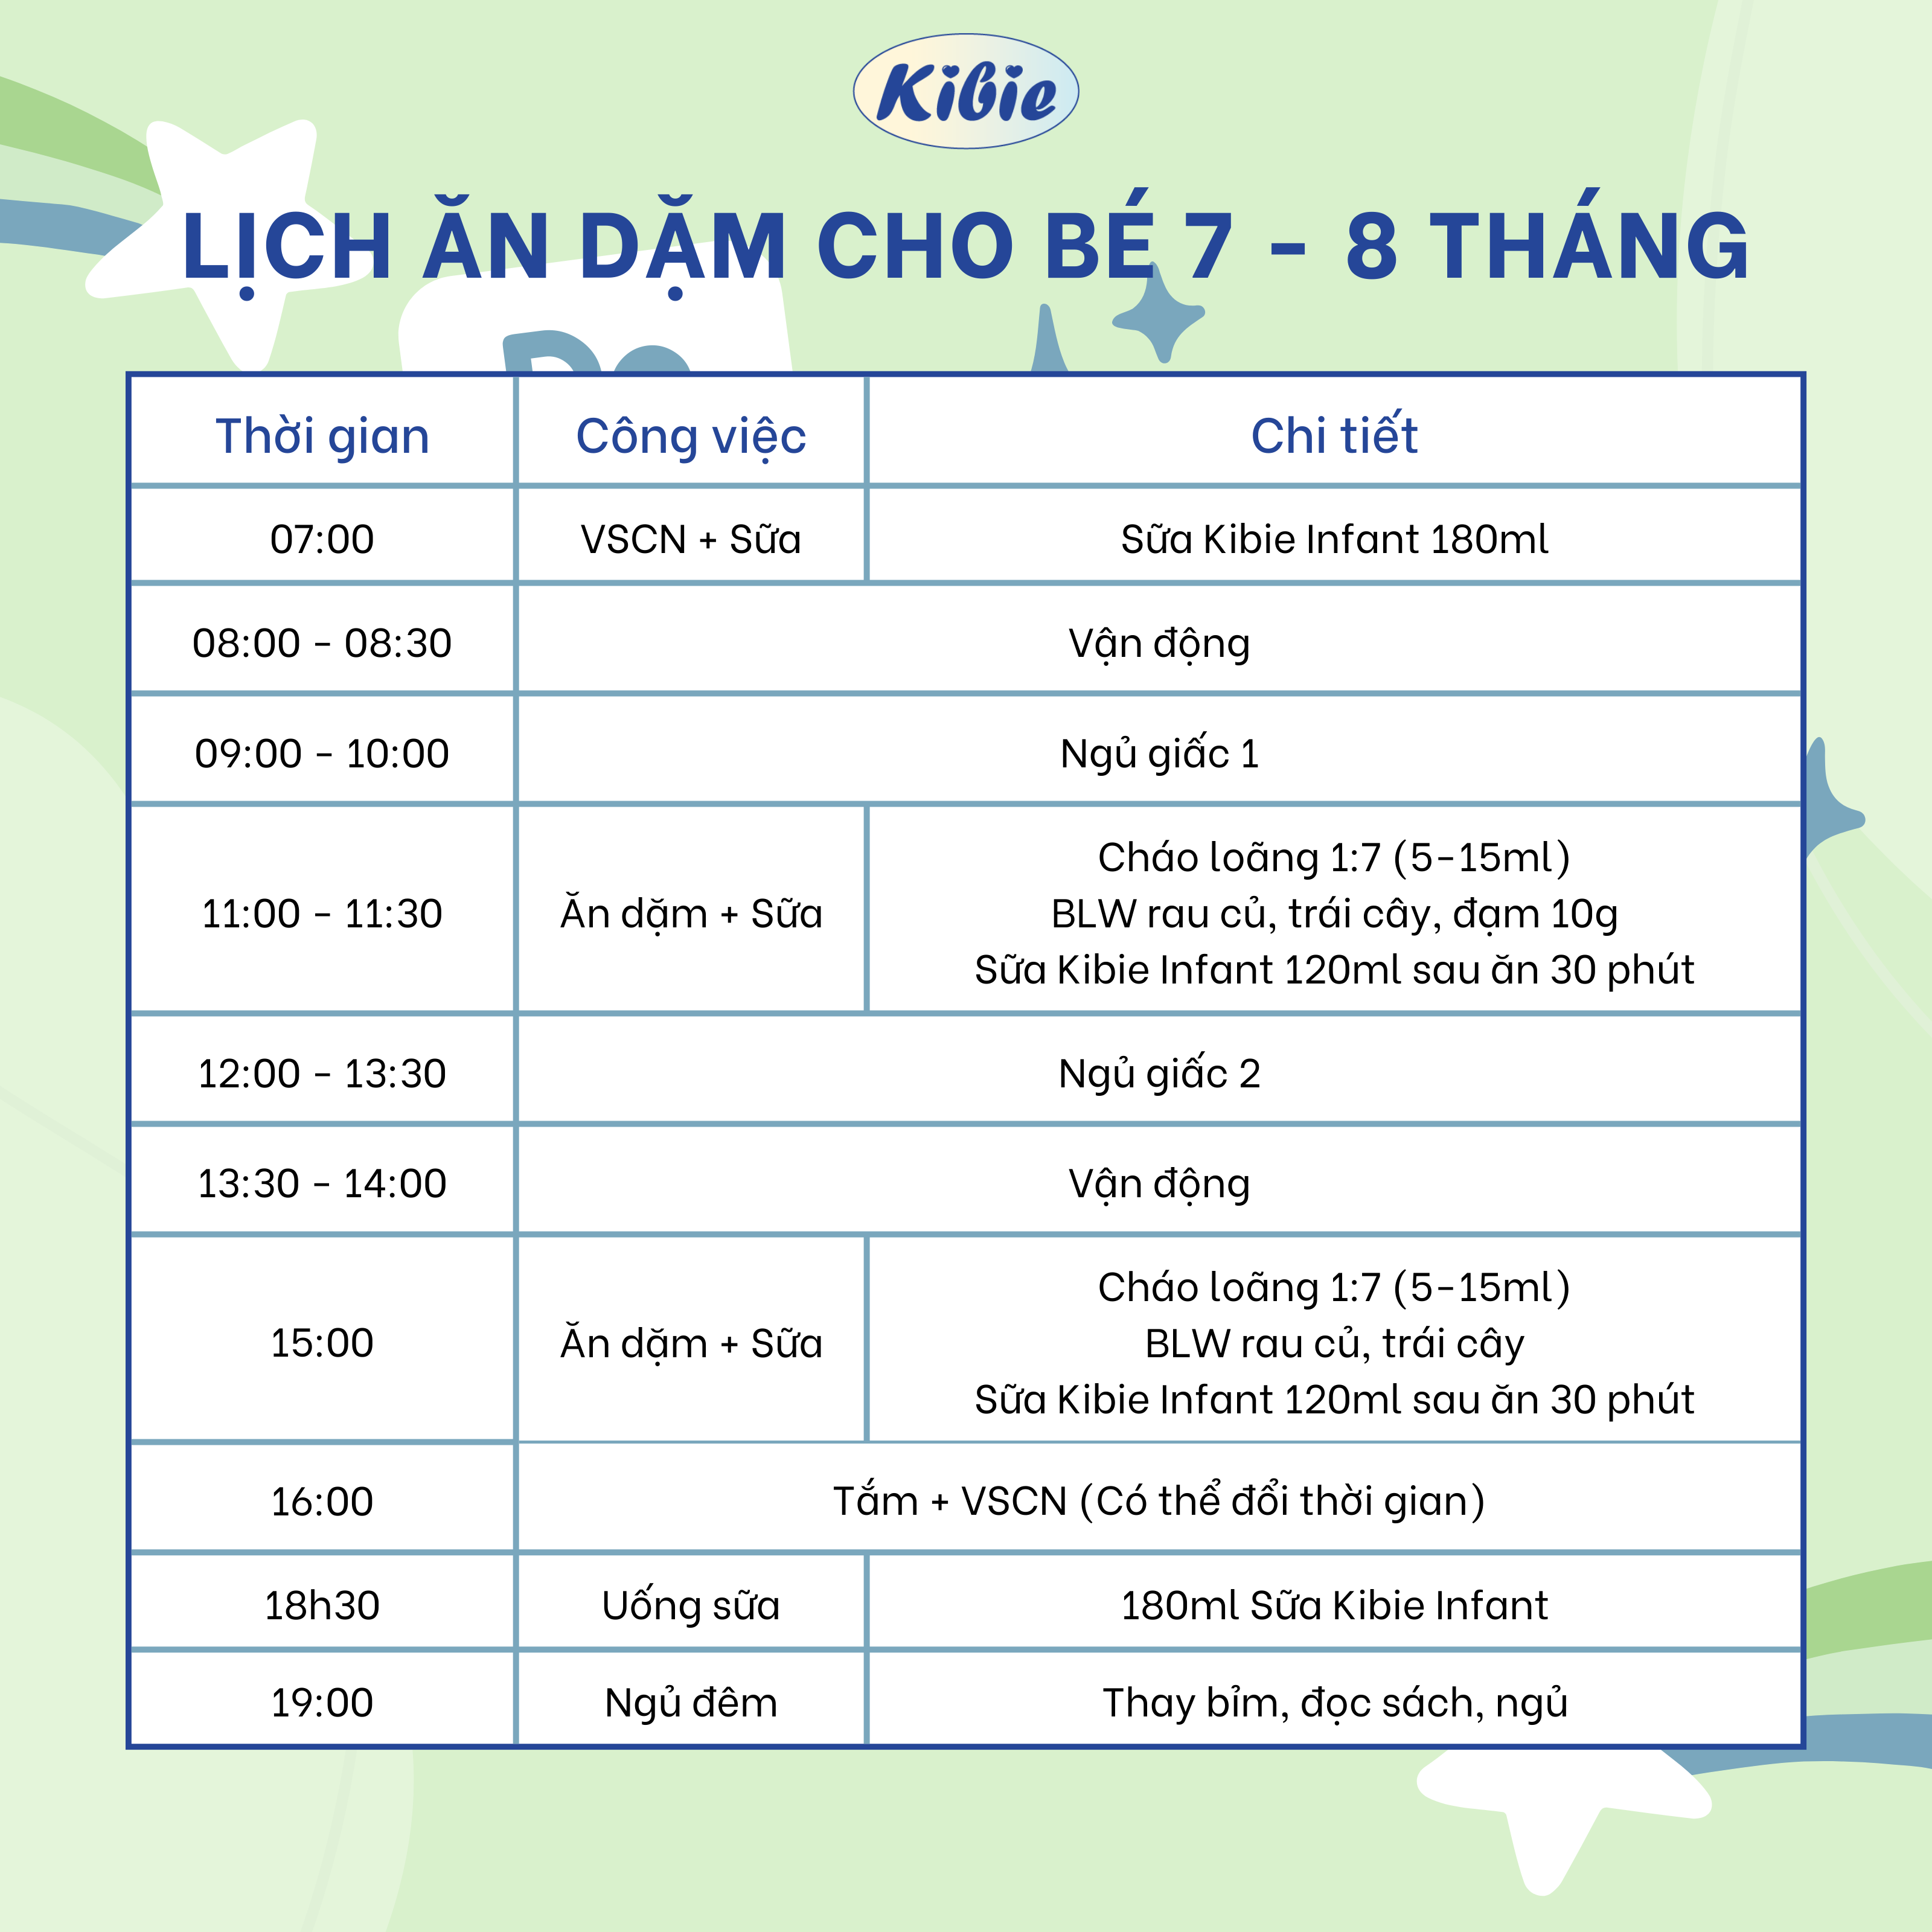 Kibie
LỊCH ĂN DẶM CHO BÉ 7 - 8 THÁNG
Thời gian
Công việc
Chi tiết
07:00
VSCN + Sữa
Sữa Kibie Infant 180ml
08:00 - 08:30
Vận động
09:00 - 10:00
Ngủ giấc 1
11:00 - 11:30
Ăn dặm + Sữa
Cháo loãng 1:7 (5-15ml)
BLW rau củ, trái cây, đạm 10g
Sữa Kibie Infant 120ml sau ăn 30 phút
12:00 - 13:30
Ngủ giấc 2
13:30 - 14:00
Vận động
15:00
Ăn dặm + Sữa
Cháo loãng 1:7 (5-15ml)
BLW rau củ, trái cây
Sữa Kibie Infant 120ml sau ăn 30 phút
16:00
Tắm + VSCN (Có thể đổi thời gian)
18h30
Uống sữa
180ml Sữa Kibie Infant
19:00
Ngủ đêm
Thay bỉm, đọc sách, ngủ